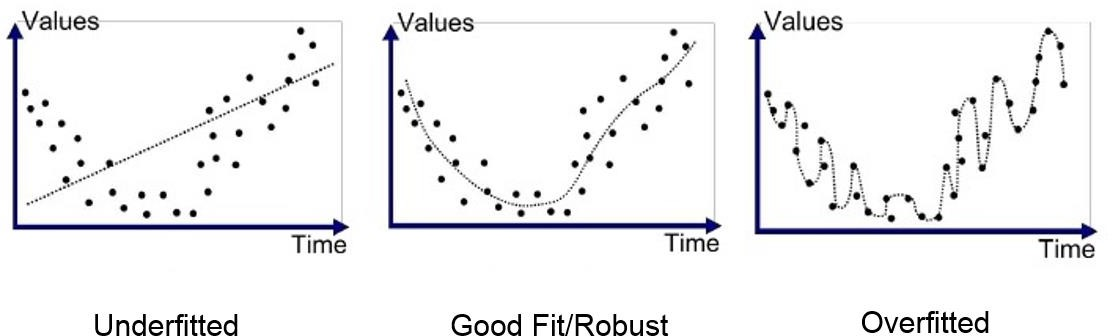 Values
Time
Underfitted
Values
Time
Good Fit/Robust
Values
Time
Overfitted